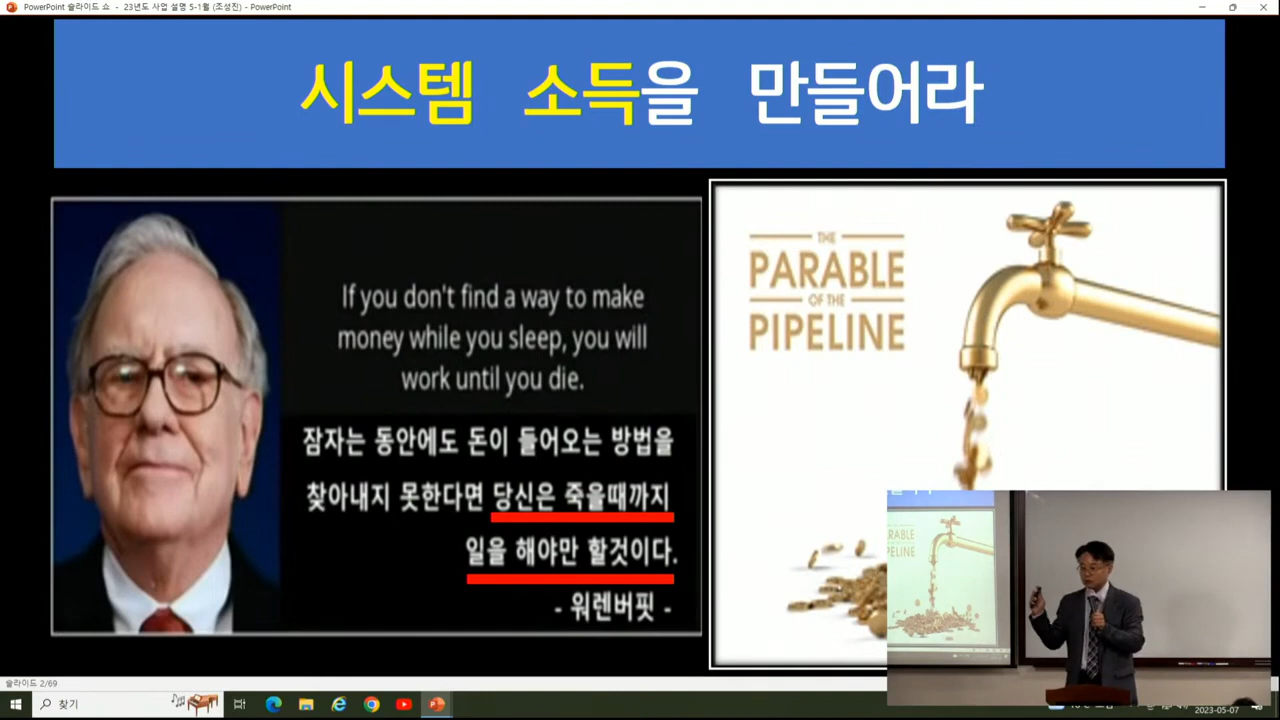 PowerPoint 슬라이드 쇼 - 23년도 사업 설명 5-1월 (조성진) - PowerPoint
시스템 소득을 만들어라
If you don't find a way to make
money while you sleep, you will
work until you die.
잠자는 동안에도 돈이 들어오는 방법을
찾아내지 못한다면 당신은 죽을때까지
일을 해야만 할것이다.
- 워렌버핏 -
THE
PARABLE
OF THE
PIPELINE
ARABLE
OF THE
PIPELINE
슬라이드 2/69
찾기
2023-05-07